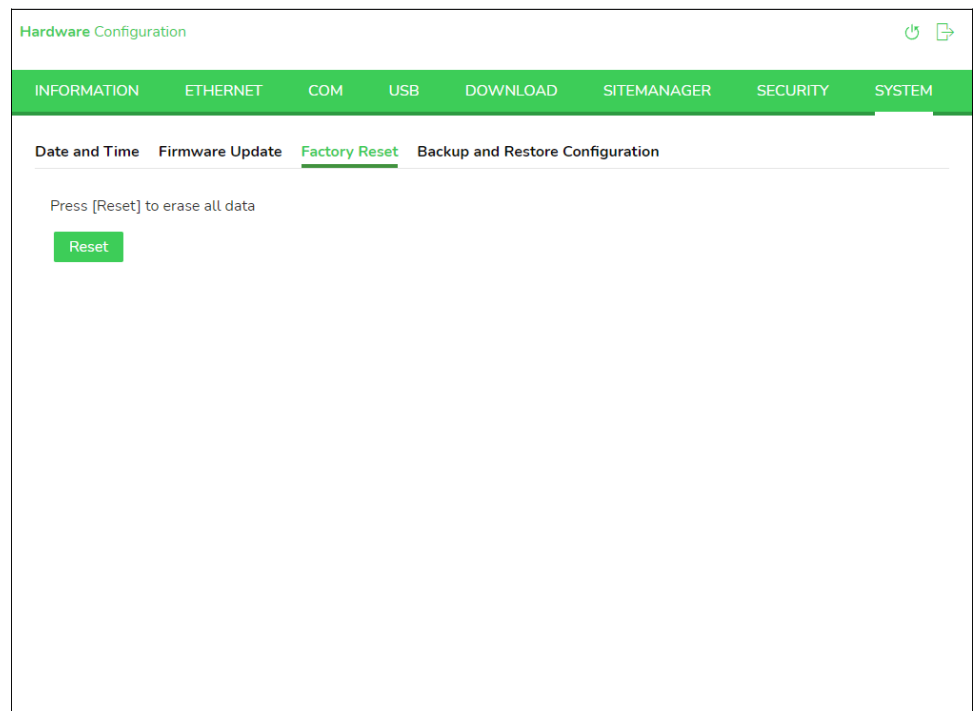 Hardware Configuration
INFORMATION ETHERNET COM USB DOWNLOAD SITEMANAGER SECURITY SYSTEM
Date and Time Firmware Update Factory Reset Backup and Restore Configuration
Press [Reset] to erase all data
Reset